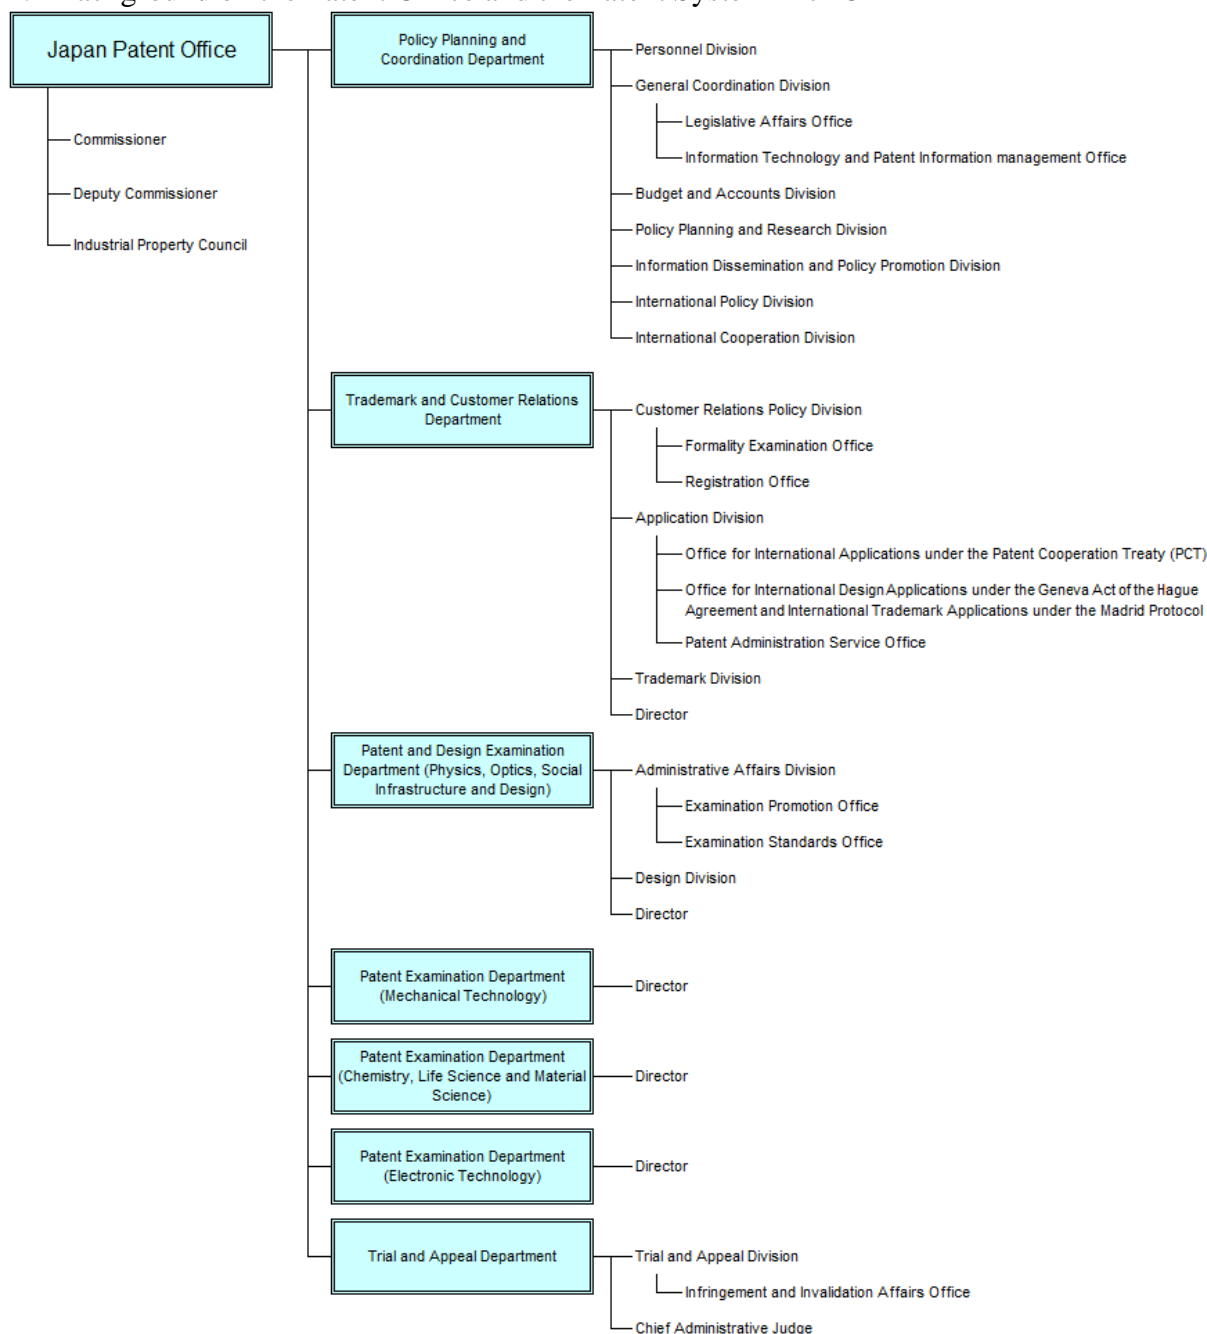 Japan Patent Office
Commissioner
Deputy Commissioner
Industrial Property Council
Policy Planning and
Coordination Department
Personnel Division
General Coordination Division
Legislative Affairs Office
Information Technology and Patent Information management Office
Budget and Accounts Division
Policy Planning and Research Division
Information Dissemination and Policy Promotion Division
International Policy Division
International Cooperation Division
Trademark and Customer Relations
Department
Customer Relations Policy Division
Formality Examination Office
Registration Office
Application Division
Office for International Applications under the Patent Cooperation Treaty (PCT)
Office for International Design Applications under the Geneva Act of the Hague
Agreement and International Trademark Applications under the Madrid Protocol
Patent Administration Service Office
Trademark Division
Director
Patent and Design Examination
Department (Physics, Optics, Social
Infrastructure and Design)
Administrative Affairs Division
Examination Promotion Office
Examination Standards Office
Design Division
Director
Patent Examination Department
(Mechanical Technology)
Director
Patent Examination Department
(Chemistry, Life Science and Material
Science)
Director
Patent Examination Department
(Electronic Technology)
Director
Trial and Appeal Department
Trial and Appeal Division
Infringement and Invalidation Affairs Office
Chief Administrative Judge